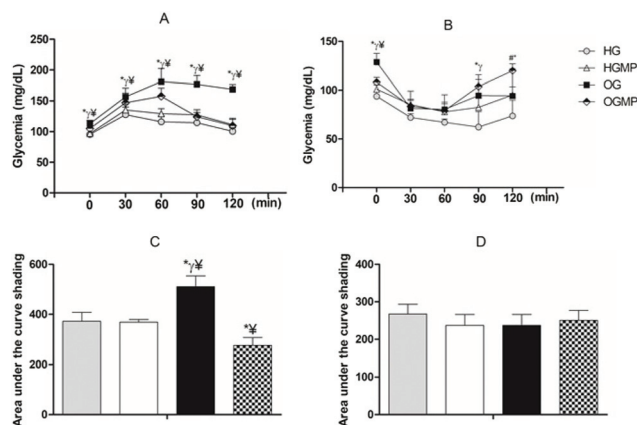 A
Glycemia (mg/dL)
250
200
150
100
50
*γ¥
*γ¥
*γ¥
*γ¥
*γ¥
0 30 60 90 120 (min)
B
Glycemia (mg/dL)
200
150
100
50
0
*γ¥
*γ
#*
0 30 60 90 120 (min)
HG
HGMP
OG
OGMP
C
Area under the curve shading
600
400
200
0
*γ¥
*¥
D
Area under the curve shading
400
300
200
100
0